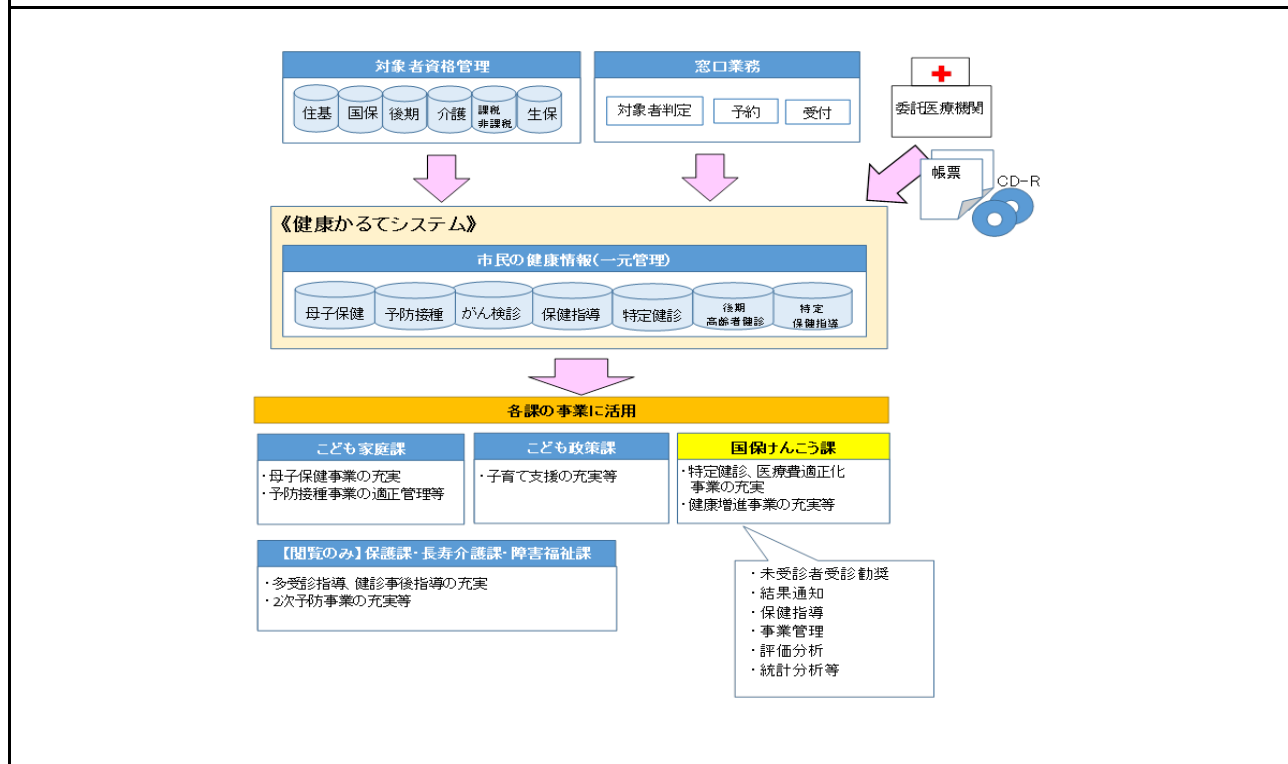 対象者資格管理
住基 国保 後期 介護 課税
非課税 生保
窓口業務
対象者判定 予約 受付
委託医療機関
帳票
CD-R
《健康かるてシステム》
市民の健康情報(一元管理)
母子保健 予防接種 がん検診 保健指導 特定健診 後期
高齢者健診 特定
保健指導
各課の事業に活用
こども家庭課
・母子保健事業の充実
・予防接種事業の適正管理等
こども政策課
・子育て支援の充実等
国保けんこう課
・特定健診、医療費適正化
事業の充実
・健康増進事業の充実等
【閲覧のみ】保護課・長寿介護課・障害福祉課
・多受診指導、健診事後指導の充実
・2次予防事業の充実等
・未受診者受診勧奨
・結果通知
・保健指導
・事業管理
・評価分析
・統計分析等